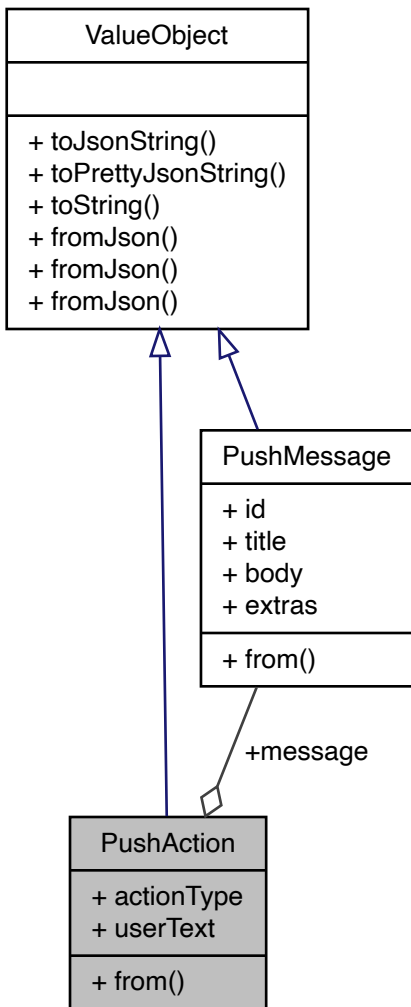 ValueObject
+ toJsonString()
+ toPrettyJsonString()
+ toString()
+ fromJson()
+ fromJson()
+ fromJson()
PushMessage
+ id
+ title
+ body
+ extras
+ from()
+message
PushAction
+ actionType
+ userText
+ from()